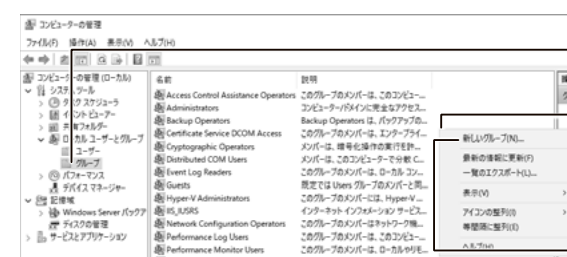 コンピューターの管理
ファイル(F) 操作(A) 表示(V) ヘルプ(H)
コンピューターの管理 (ローカル)
システム ツール
タスク スケジューラ
イベント ビューアー
共有フォルダー
ローカル ユーザーとグループ
ユーザー
グループ
パフォーマンス
デバイス マネージャー
記憶域
Windows Server バックア
ディスクの管理
サービスとアプリケーション
名前 説明
Access Control Assistance Operators このグループのメンバーは、このコンピュー...
Administrators コンピューター/ドメインに完全なアクセス...
Backup Operators Backup Operators は、バックアップの...
Certificate Service DCOM Access このグループのメンバーは、エンタープライ...
Cryptographic Operators メンバーは、暗号化操作の実行を許...
Distributed COM Users メンバーは、このコンピューターで分散 C...
Event Log Readers このグループのメンバーは、ローカル コン...
Guests 既定では Users グループのメンバーと同...
Hyper-V Administrators このグループのメンバーには、Hyper-V ...
IIS_IUSRS インターネット インフォメーション サービス...
Network Configuration Operators このグループのメンバーはネットワーク機...
Performance Log Users このグループのメンバーは、このコンピュー...
Performance Monitor Users このグループのメンバーは、ローカルやリモ...
新しいグループ(N)...
最新の情報に更新(F)
一覧のエクスポート(L)...
表示(V)
アイコンの整列(I)
等間隔に整列(E)
ヘルプ(H)